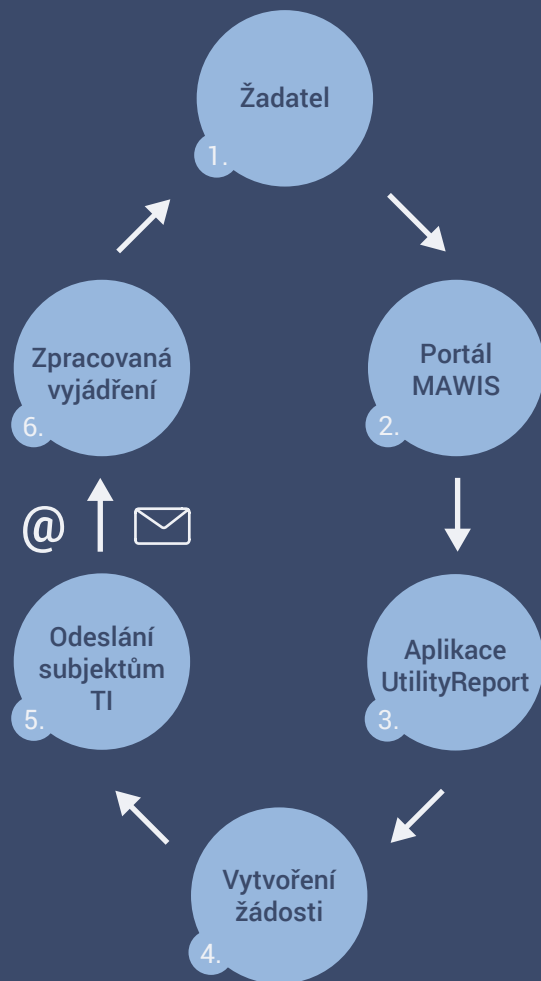 Žadatel
1.
Portál
MAWIS
2.
Aplikace
UtilityReport
3.
Vytvoření
žádosti
4.
Odeslání
subjektům
TI
5.
@
Zpracovaná
vyjádření
6.